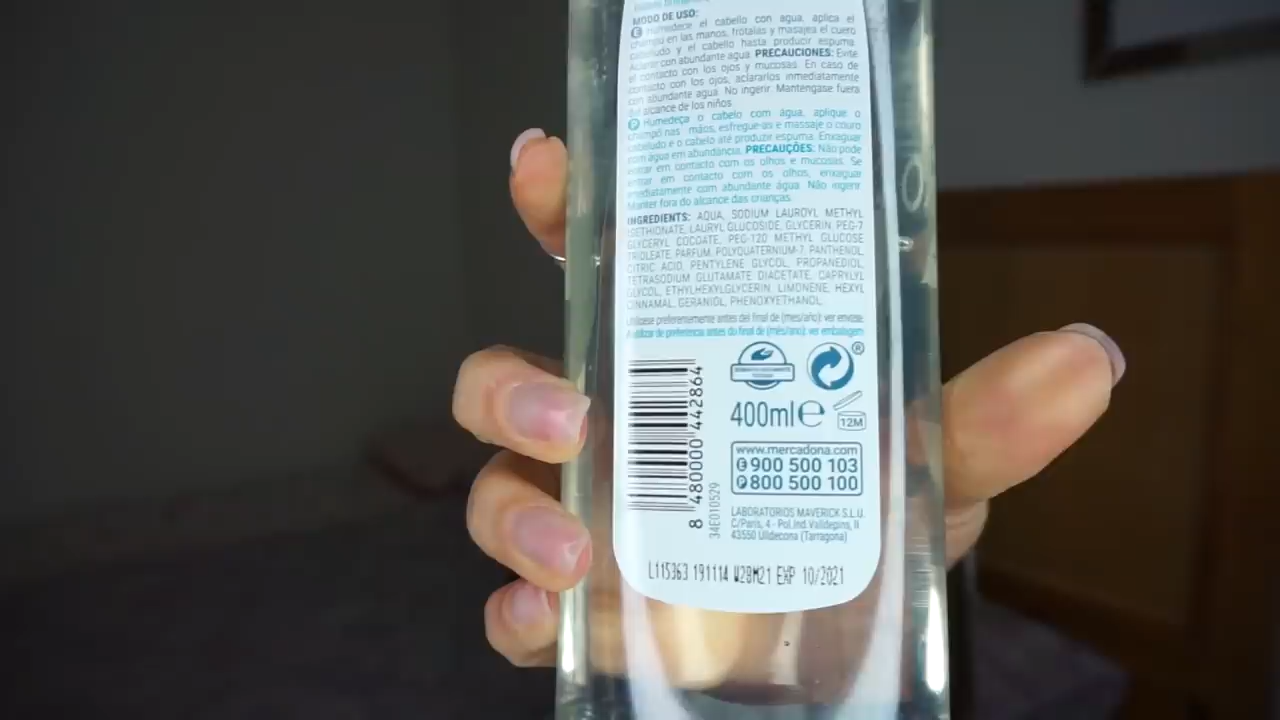 MODO DE USO:
E Humedece el cabello con agua, aplica el
champú en las manos, frótalas y masajea el cuero
cabelludo y el cabello hasta producir espuma.
Aclarar con abundante agua. PRECAUCIONES: Evite
el contacto con los ojos y mucosas. En caso de
contacto con los ojos, aclararlos inmediatamente
con abundante agua. No ingerir. Manténgase fuera
del alcance de los niños
P Humedeça o cabelo com água, aplique o
champô nas mãos, esfregue-as e massaje o couro
cabeludo e o cabelo até produzir espuma. Enxaguar
com água em abundância. PRECAUÇÕES: Não pode
entrar em contacto com os olhos e mucosas. Se
entrar em contacto com os olhos, enxaguar
imediatamente com abundante água. Não ingerir.
Manter fora do alcance das crianças.
INGREDIENTS: AQUA, SODIUM LAUROYL METHYL
ISETHIONATE, LAURYL GLUCOSIDE, GLYCERIN, PEG-7
GLYCERYL COCOATE, PEG-120 METHYL GLUCOSE
TRIOLEATE, PARFUM, POLYQUATERNIUM-7, PANTHENOL,
CITRIC ACID, PENTYLENE GLYCOL, PROPANEDIOL,
TETRASODIUM GLUTAMATE DIACETATE, CAPRYLYL
GLYCOL, ETHYLHEXYLGLYCERIN, LIMONENE, HEXYL
CINNAMAL, GERANIOL, PHENOXYETHANOL.
Utilícese preferentemente antes del final de (mes/año): ver envase.
A utilizar de preferência antes do final de (mês/ano): ver embalagem
8 480000 442864
34E010529
®
400ml e
12M
www.mercadona.com
E 900 500 103
P 800 500 100
LABORATORIOS MAVERICK S.L.U.
C/París, 4 - Pol.Ind. Valldepins, II
43550 Ulldecona (Tarragona)
L115363 191114 W28M21 EXP 10/2021